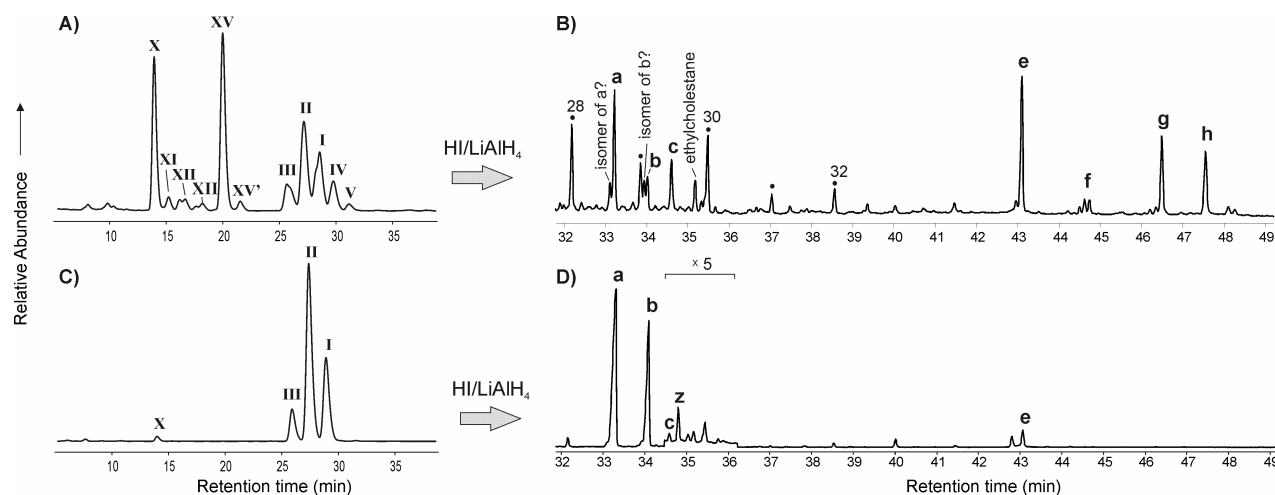 A)
X
XI
XII
XII
XV
XV'
III
II
I
IV
V
10 15 20 25 30 35
Relative Abundance
HI/LiAlH4
B)
28
isomer of a?
a
isomer of b?
b
c
ethylcholestane
30
32
e
f
g
h
32 33 34 35 36 37 38 39 40 41 42 43 44 45 46 47 48 49
C)
X
III
II
I
10 15 20 25 30 35
Retention time (min)
HI/LiAlH4
D)
x 5
a
b
c
z
e
32 33 34 35 36 37 38 39 40 41 42 43 44 45 46 47 48 49
Retention time (min)